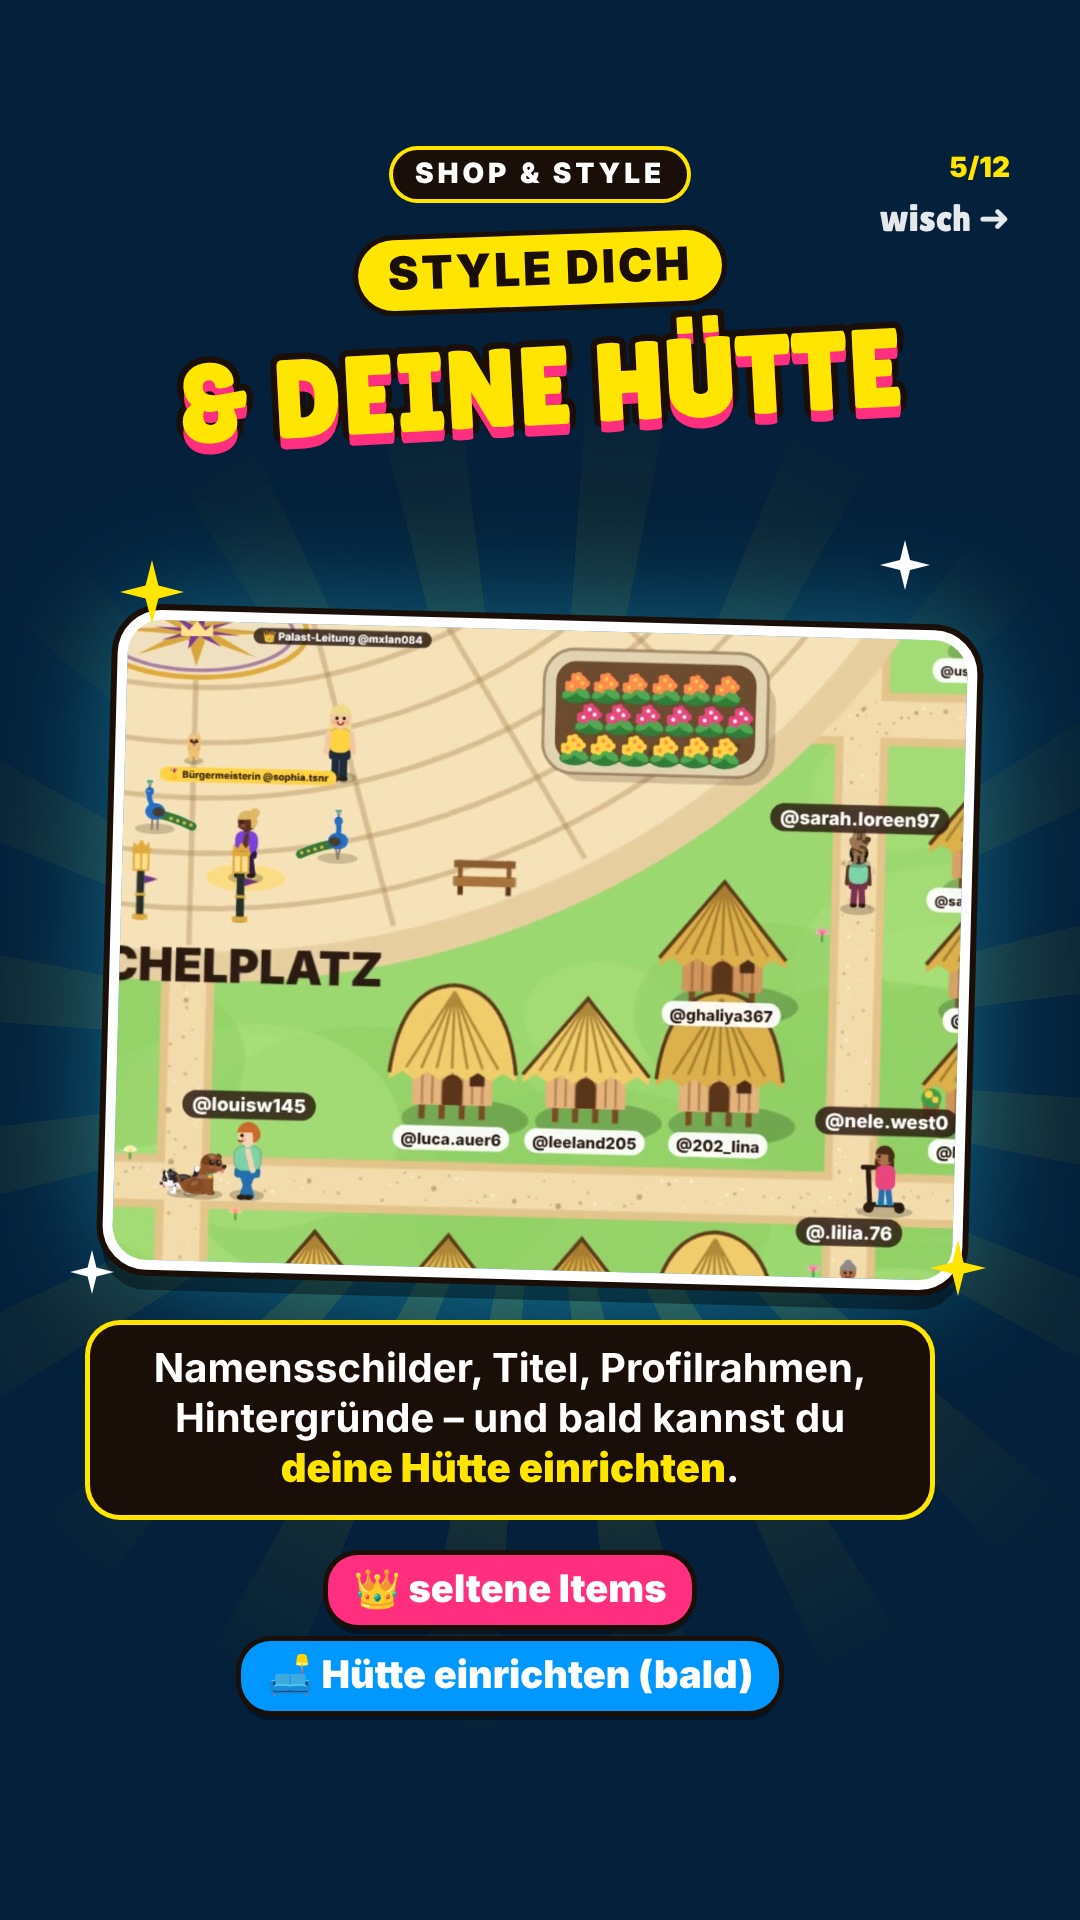 SHOP & STYLE
5/12
wisch →
STYLE DICH
& DEINE HÜTTE
👑 Palast-Leitung @mxlan084
@us
Bürgermeisterin @sophia.tsnr
@sarah.loreen97
@sa
CHELPLATZ
@ghaliya367
@
@louisw145
@luca.auer6
@leeland205
@202_lina
@nele.west0
@l
@.lilia.76
Namensschilder, Titel, Profilrahmen,
Hintergründe – und bald kannst du
deine Hütte einrichten.
👑 seltene Items
🛋️ Hütte einrichten (bald)